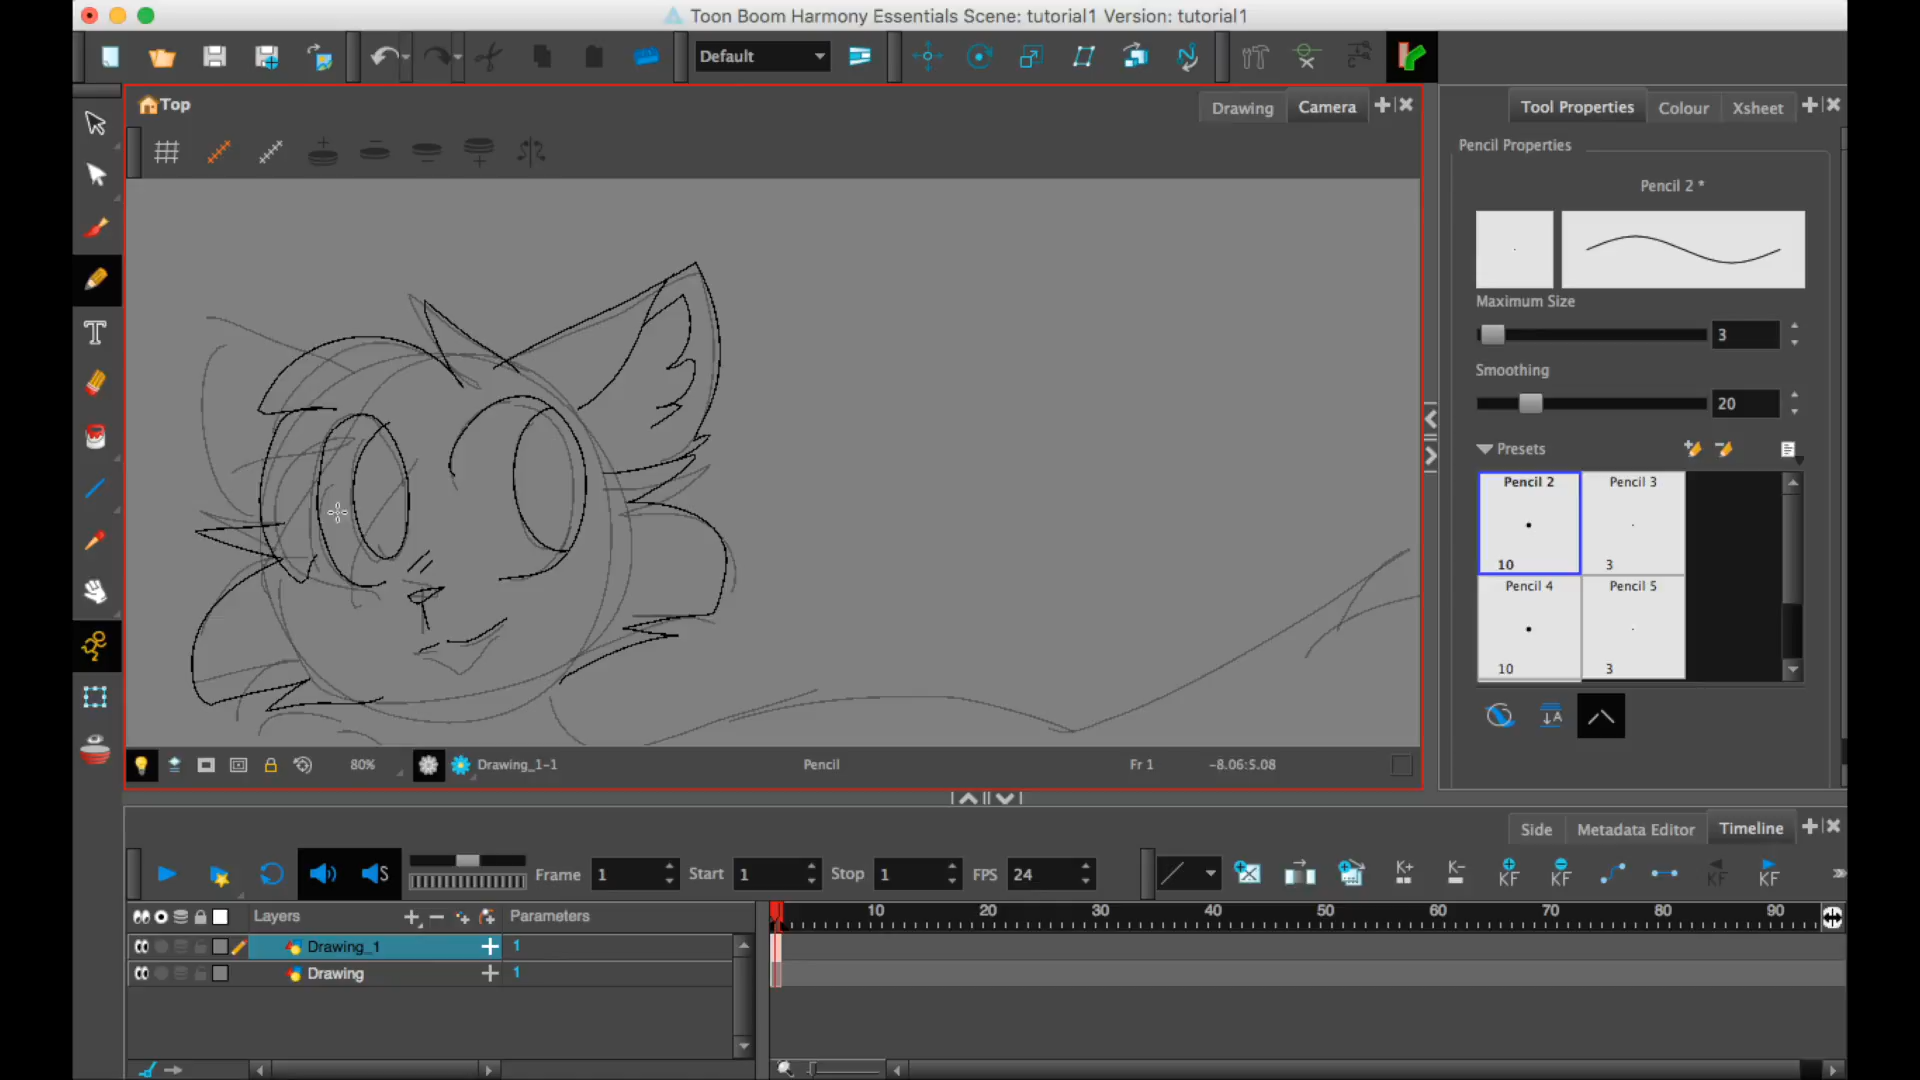 Toon Boom Harmony Essentials Scene: tutorial1 Version: tutorial1
Default
Top
Drawing
Camera
Tool Properties
Colour
Xsheet
Pencil Properties
Pencil 2 *
Maximum Size
3
Smoothing
20
Presets
Pencil 2
Pencil 3
10
3
Pencil 4
Pencil 5
10
3
80%
Drawing_1-1
Pencil
Fr 1
-8.06:5.08
Side
Metadata Editor
Timeline
Frame 1
Start 1
Stop 1
FPS 24
Layers
Parameters
10 20 30 40 50 60 70 80 90
Drawing_1
1
Drawing
1